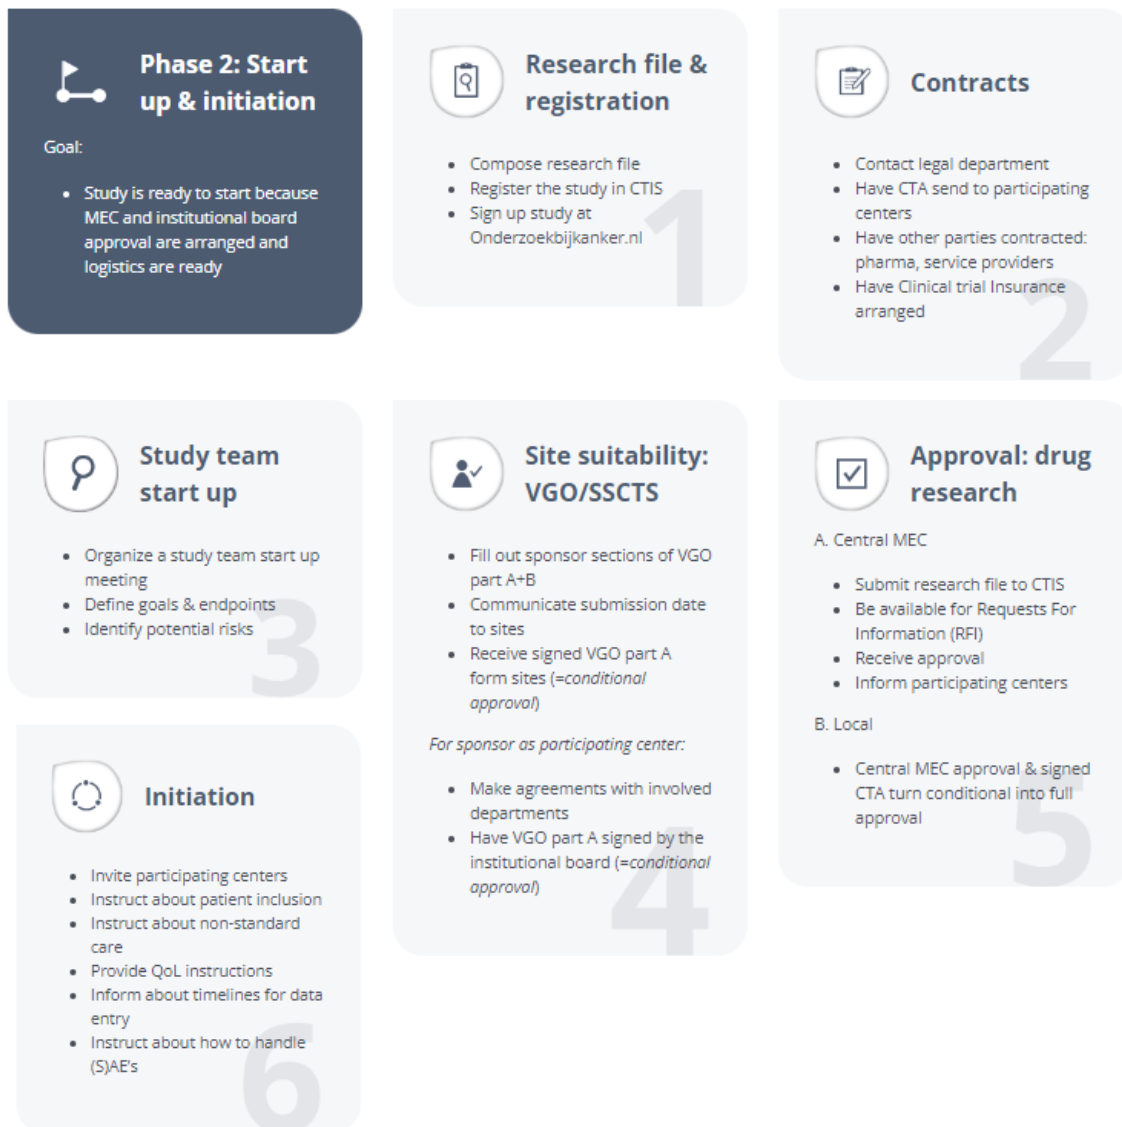 Phase 2: Start
up & initiation
Goal:
• Study is ready to start because
MEC and institutional board
approval are arranged and
logistics are ready
Research file &
registration
• Compose research file
• Register the study in CTIS
• Sign up study at
Onderzoekbijkanker.nl
1
Contracts
• Contact legal department
• Have CTA send to participating
centers
• Have other parties contracted:
pharma, service providers
• Have Clinical trial Insurance
arranged
2
Study team
start up
• Organize a study team start up
meeting
• Define goals & endpoints
• Identify potential risks
3
Site suitability:
VGO/SSCTS
• Fill out sponsor sections of VGO
part A+B
• Communicate submission date
to sites
• Receive signed VGO part A
form sites (=conditional
approval)
For sponsor as participating center:
• Make agreements with involved
departments
• Have VGO part A signed by the
institutional board (=conditional
approval)
4
Approval: drug
research
A. Central MEC
• Submit research file to CTIS
• Be available for Requests For
Information (RFI)
• Receive approval
• Inform participating centers
B. Local
• Central MEC approval & signed
CTA turn conditional into full
approval
5
Initiation
• Invite participating centers
• Instruct about patient inclusion
• Instruct about non-standard
care
• Provide QoL instructions
• Inform about timelines for data
entry
• Instruct about how to handle
(S)AE's
6